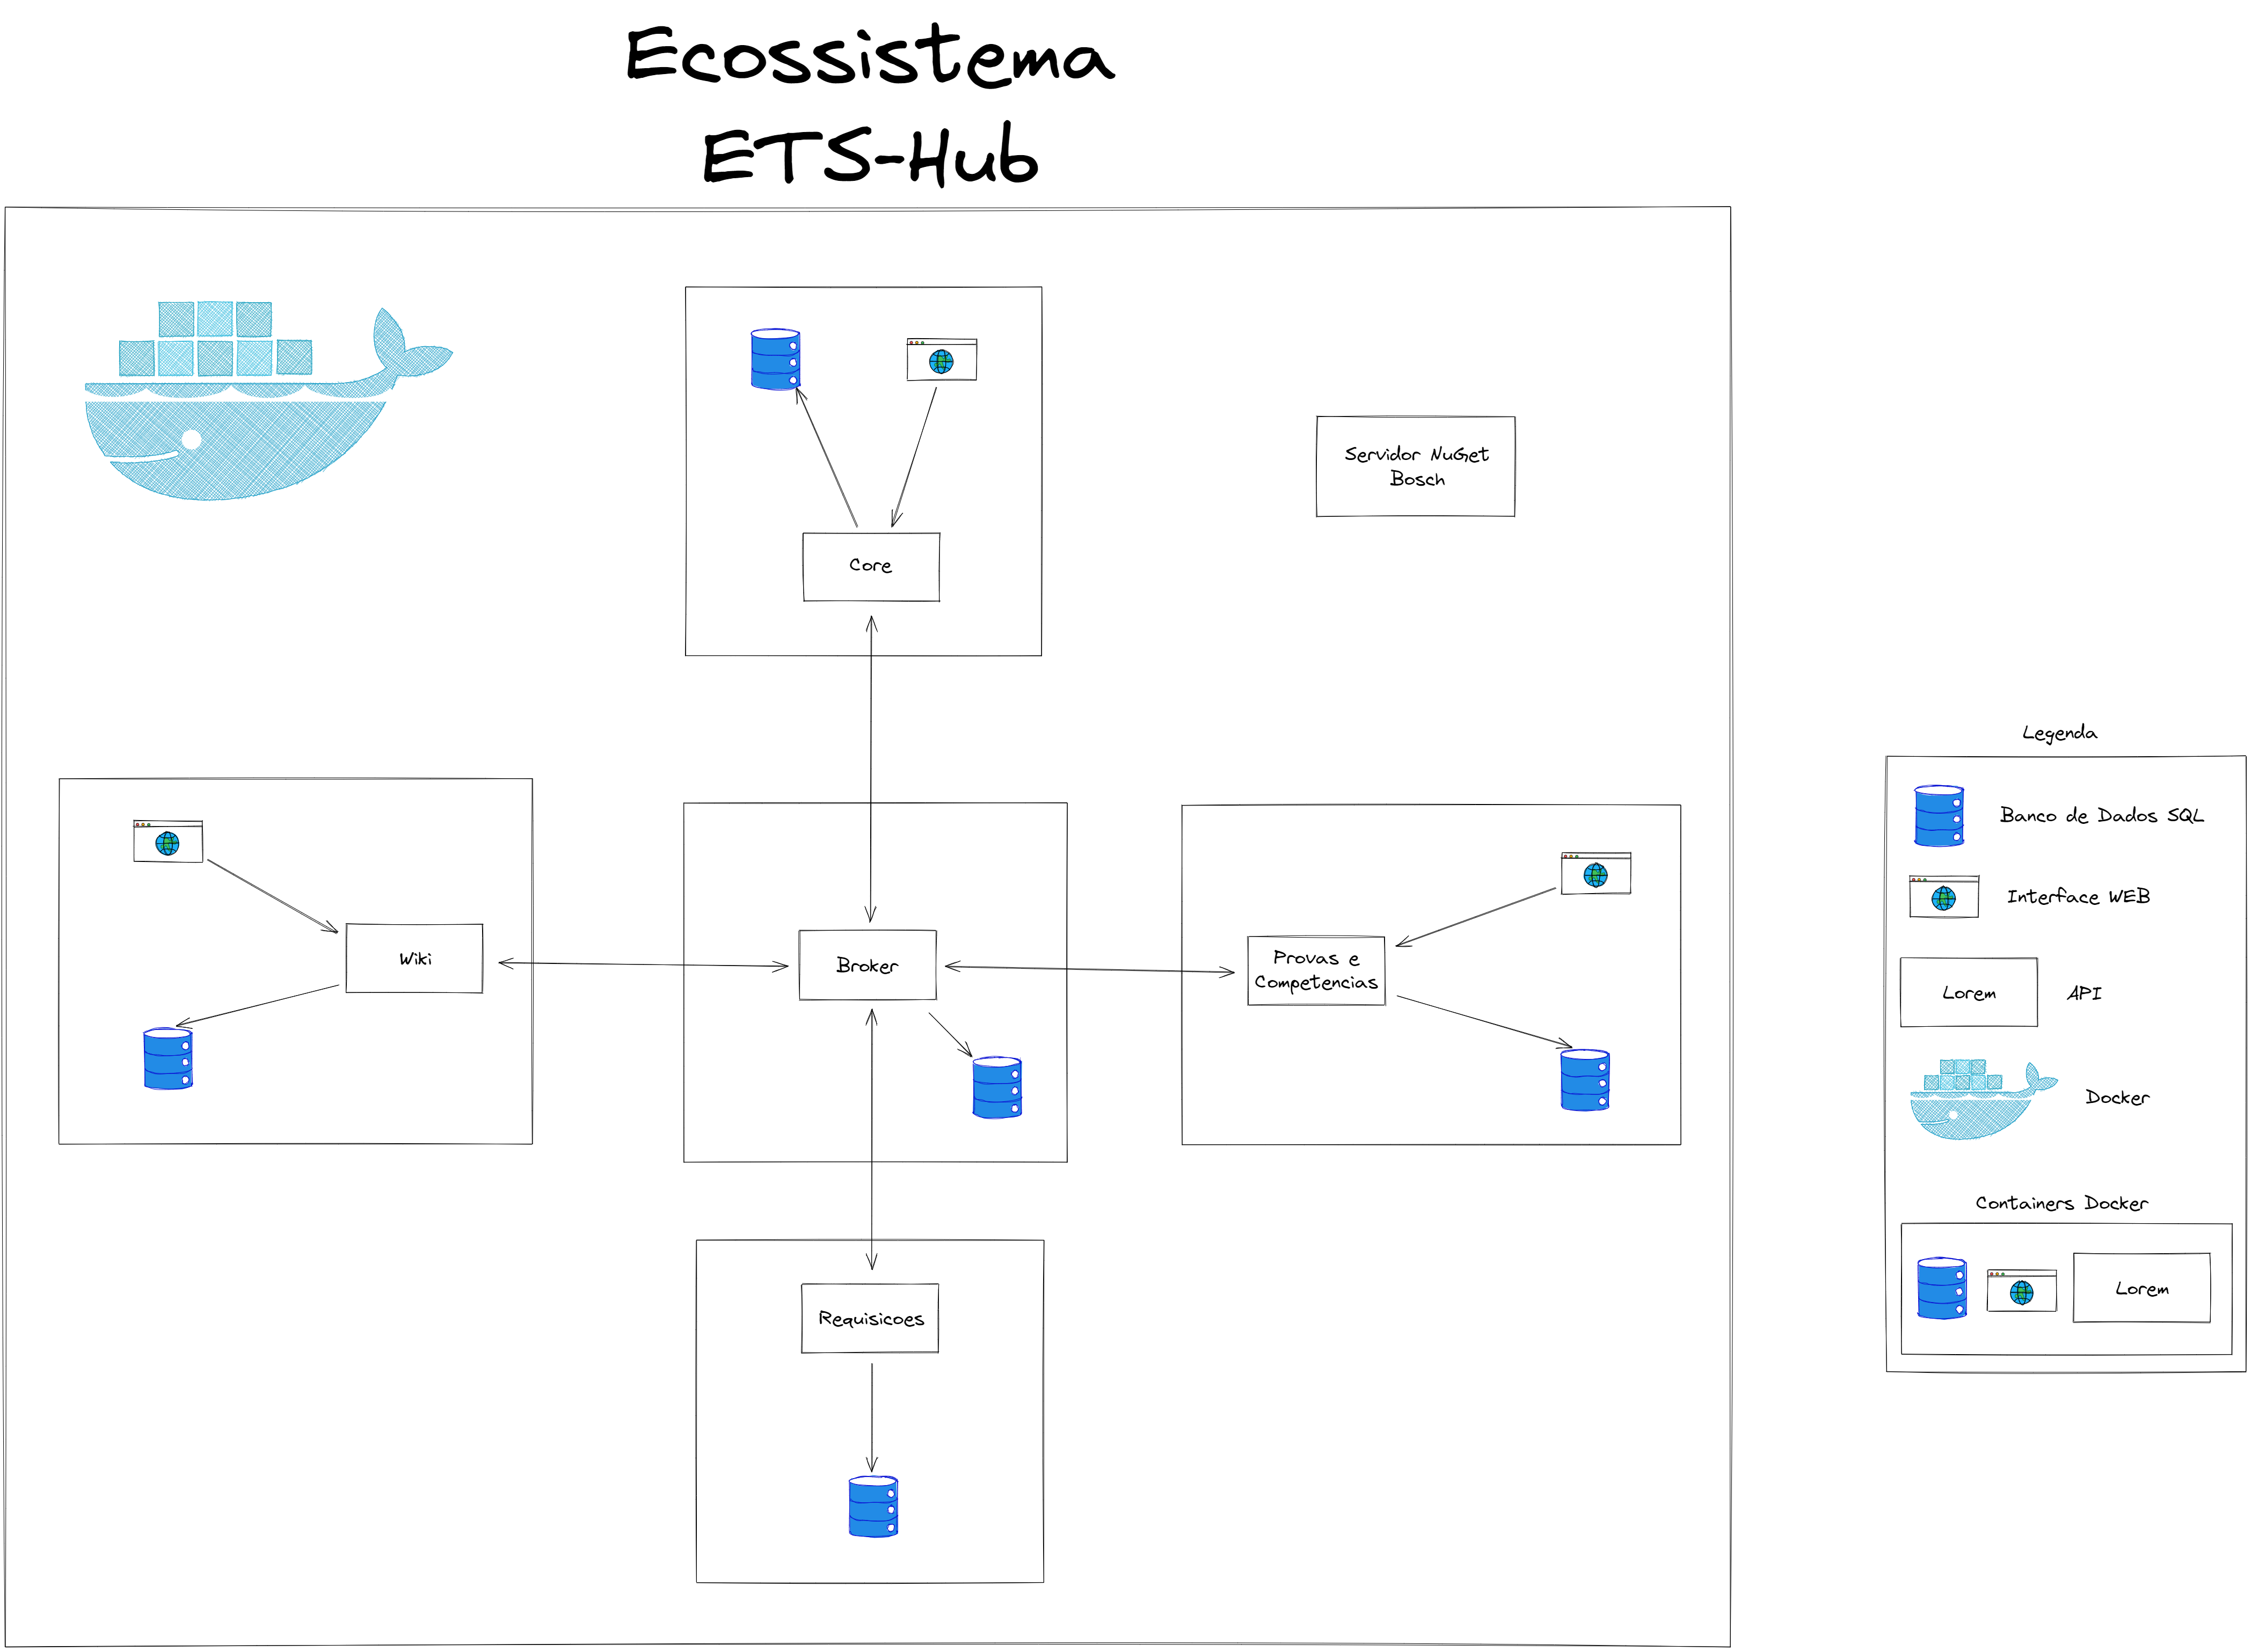 Ecossistema
ETS-Hub
Servidor NuGet
Bosch
Core
Wiki
Broker
Provas e
Competencias
Requisicoes
Legenda
Banco de Dados SQL
Interface WEB
Lorem
API
Docker
Containers Docker
Lorem